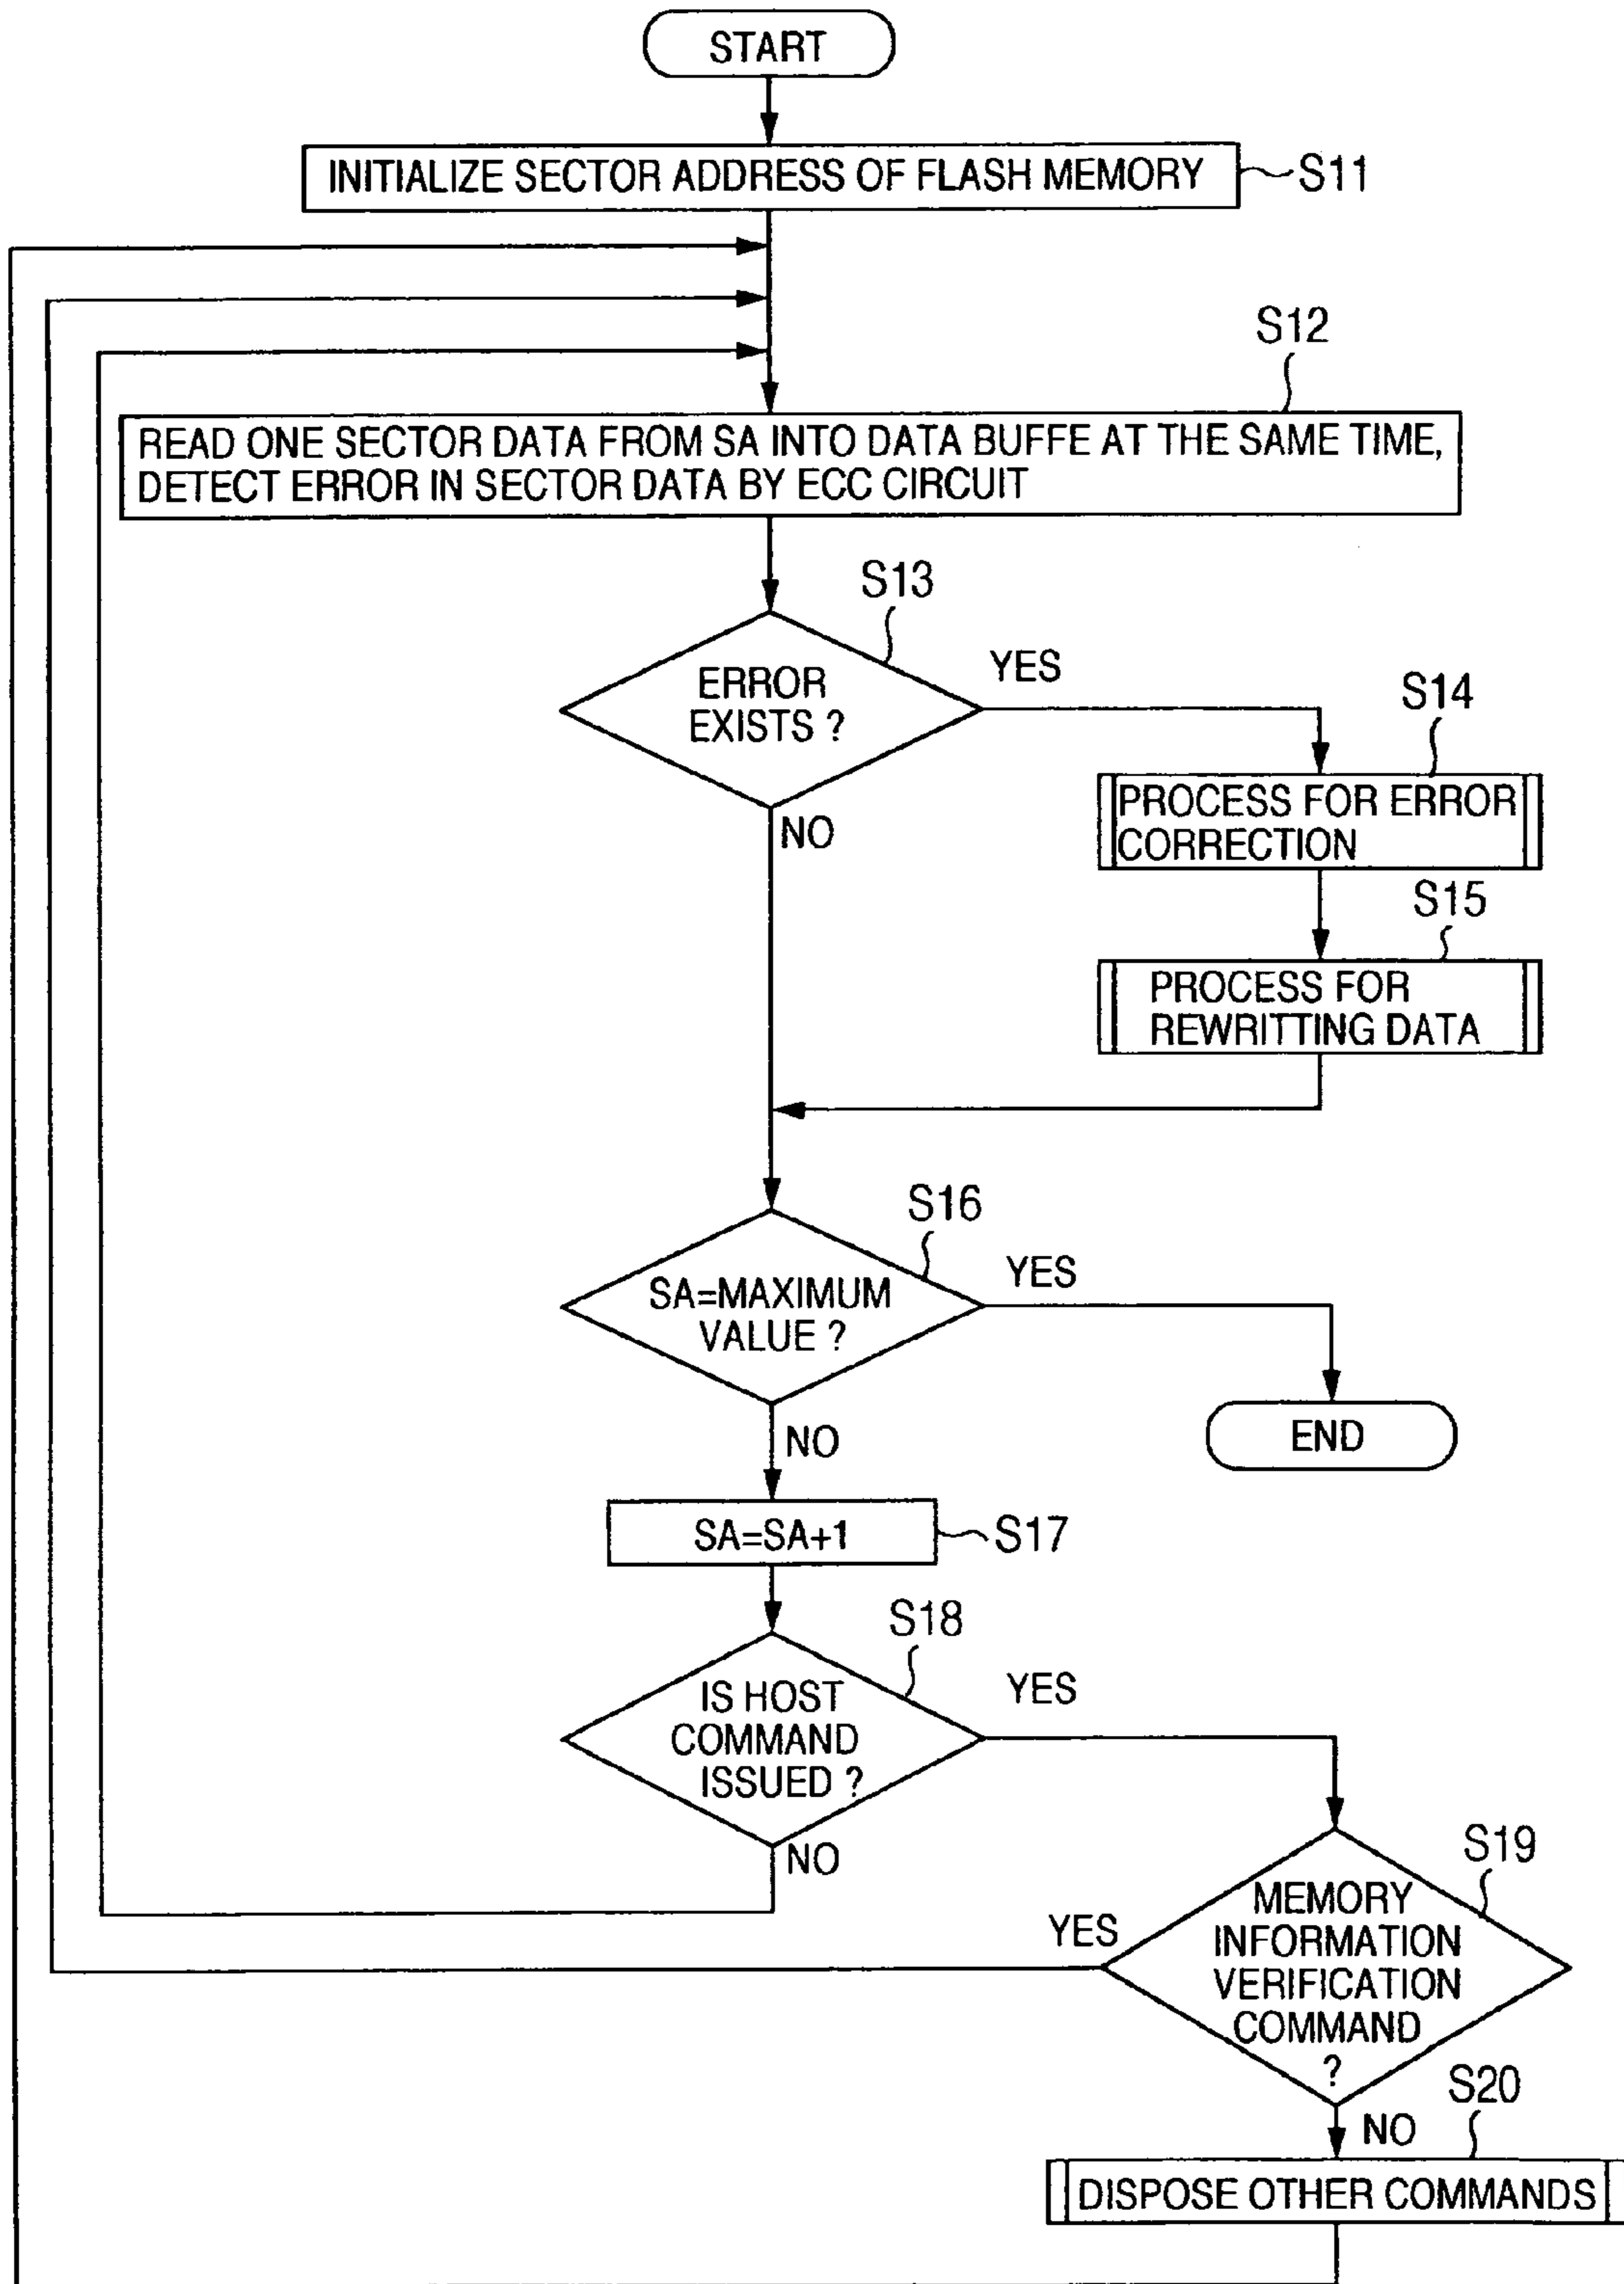 START
INITIALIZE SECTOR ADDRESS OF FLASH MEMORY
S11
S12
READ ONE SECTOR DATA FROM SA INTO DATA BUFFE AT THE SAME TIME,
DETECT ERROR IN SECTOR DATA BY ECC CIRCUIT
S13
ERROR
EXISTS ?
YES
NO
S14
PROCESS FOR ERROR
CORRECTION
S15
PROCESS FOR
REWRITTING DATA
S16
SA=MAXIMUM
VALUE ?
YES
END
NO
SA=SA+1
S17
S18
IS HOST
COMMAND
ISSUED ?
YES
NO
S19
MEMORY
INFORMATION
VERIFICATION
COMMAND
?
YES
NO
S20
DISPOSE OTHER COMMANDS